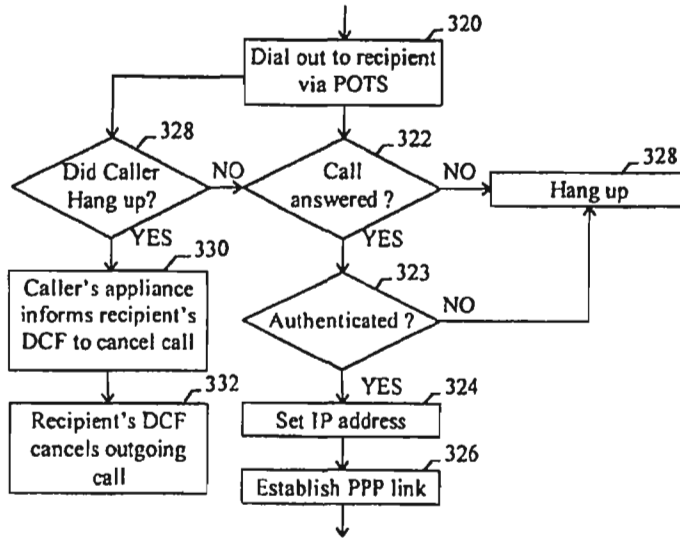 320
Dial out to recipient
via POTS
328
Did Caller
Hang up?
NO
322
Call
answered ?
NO
328
Hang up
YES
330
YES
323
Caller's appliance
informs recipient's
DCF to cancel call
Authenticated ?
NO
332
YES
324
Recipient's DCF
cancels outgoing
call
Set IP address
326
Establish PPP link